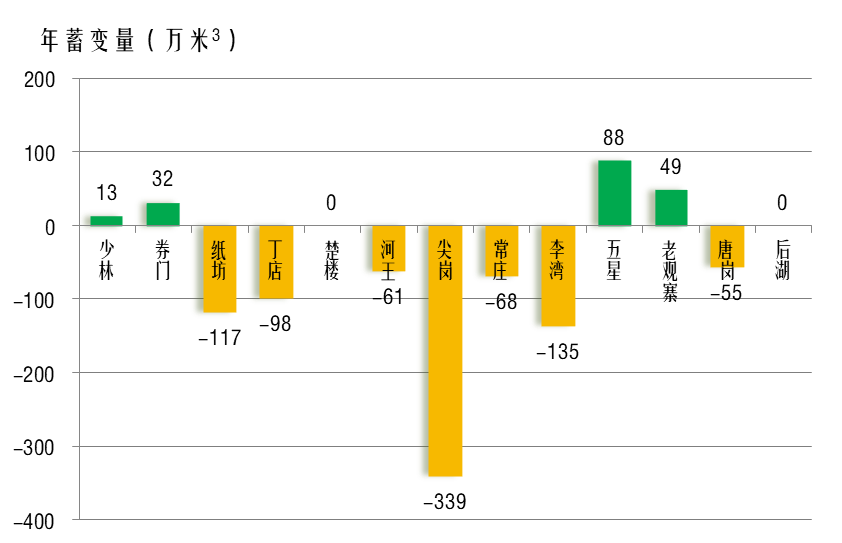 年蓄变量(万米³)
200
100
0
-100
-200
-300
-400
13
32
-117
-98
0
-61
-339
-68
-135
88
49
-55
0
少林
券门
纸坊
丁店
楚楼
河王
尖岗
常庄
李湾
五星
老观寨
唐岗
后湖